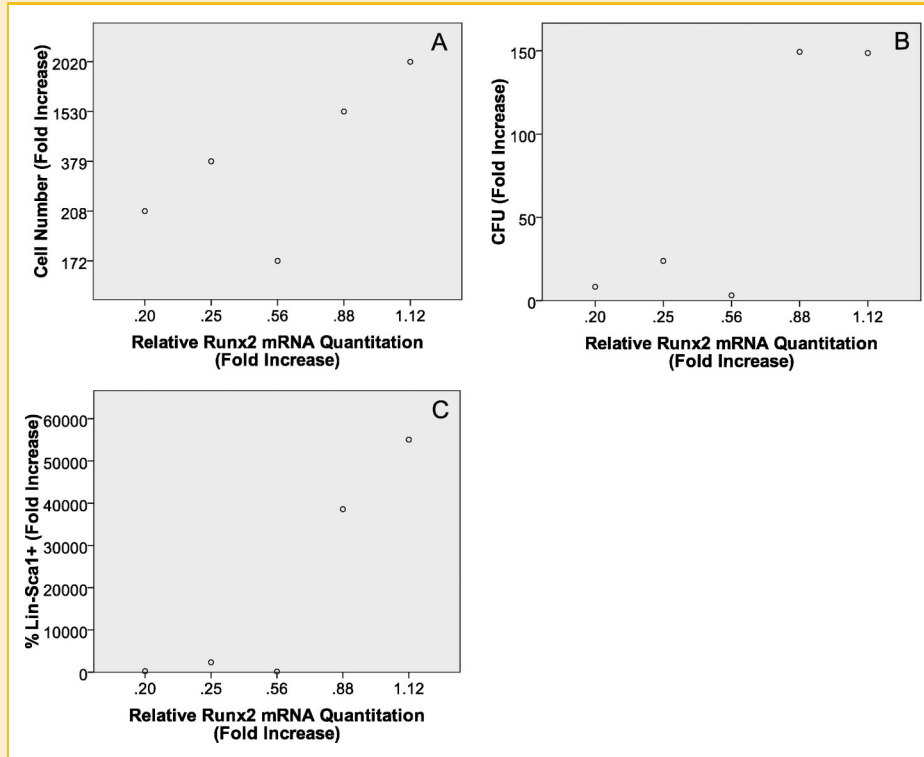 A
Cell Number (Fold Increase)
2020
1530
379
208
172
.20 .25 .56 .88 1.12
Relative Runx2 mRNA Quantitation
(Fold Increase)
B
CFU (Fold Increase)
150
100
50
0
.20 .25 .56 .88 1.12
Relative Runx2 mRNA Quantitation
(Fold Increase)
C
% Lin-Sca1+ (Fold Increase)
60000
50000
40000
30000
20000
10000
0
.20 .25 .56 .88 1.12
Relative Runx2 mRNA Quantitation
(Fold Increase)